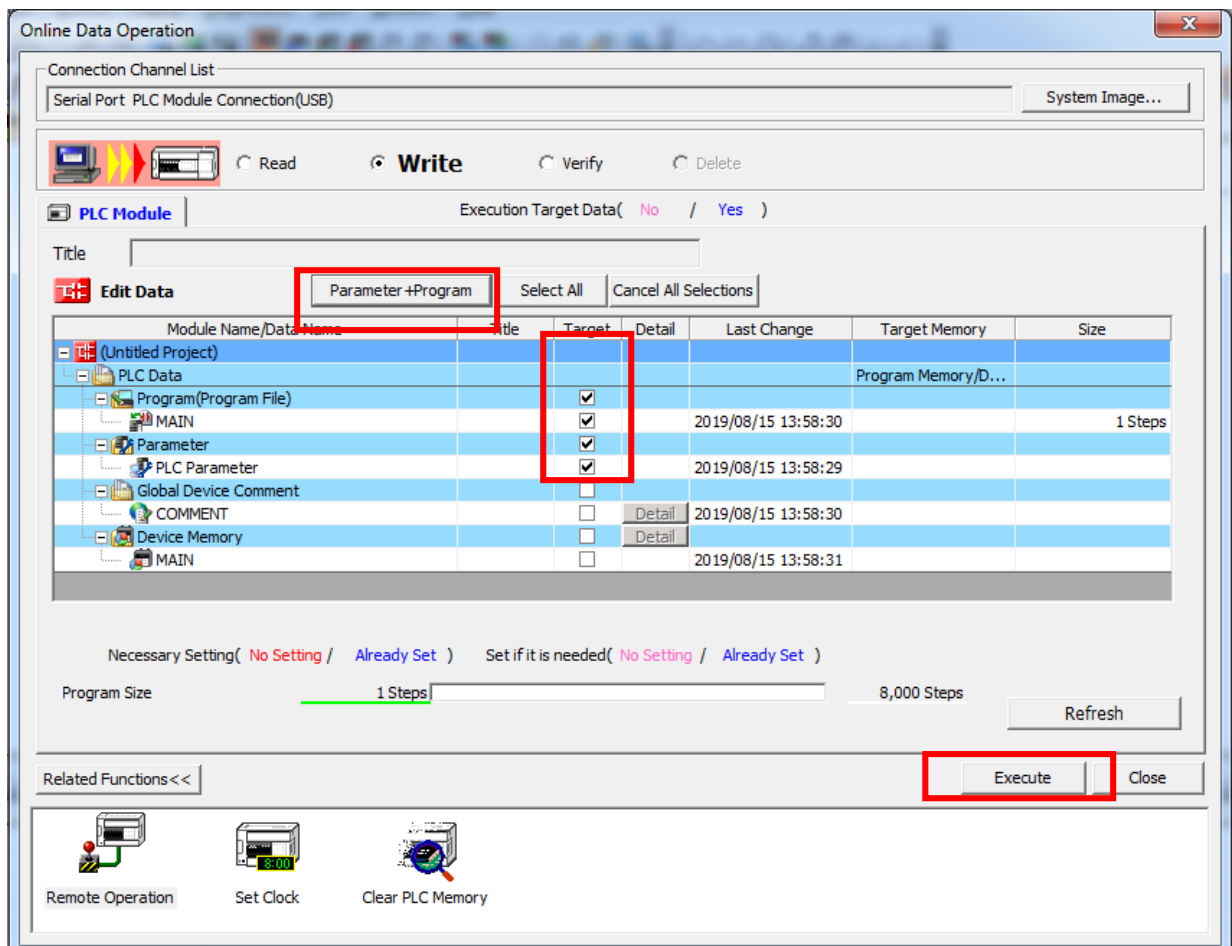 Online Data Operation
Connection Channel List
Serial Port PLC Module Connection(USB)
System Image...
Read
Write
Verify
Delete
PLC Module
Execution Target Data( No / Yes )
Title
Edit Data
Parameter+Program
Select All
Cancel All Selections
Module Name/Data Name Title Target Detail Last Change Target Memory Size
(Untitled Project)
PLC Data Program Memory/D...
Program(Program File)
MAIN 2019/08/15 13:58:30 1 Steps
Parameter
PLC Parameter 2019/08/15 13:58:29
Global Device Comment
COMMENT Detail 2019/08/15 13:58:30
Device Memory Detail
MAIN 2019/08/15 13:58:31
Necessary Setting( No Setting / Already Set ) Set if it is needed( No Setting / Already Set )
Program Size 1 Steps 8,000 Steps
Refresh
Related Functions<<
Execute
Close
8:00
Remote Operation
Set Clock
Clear PLC Memory